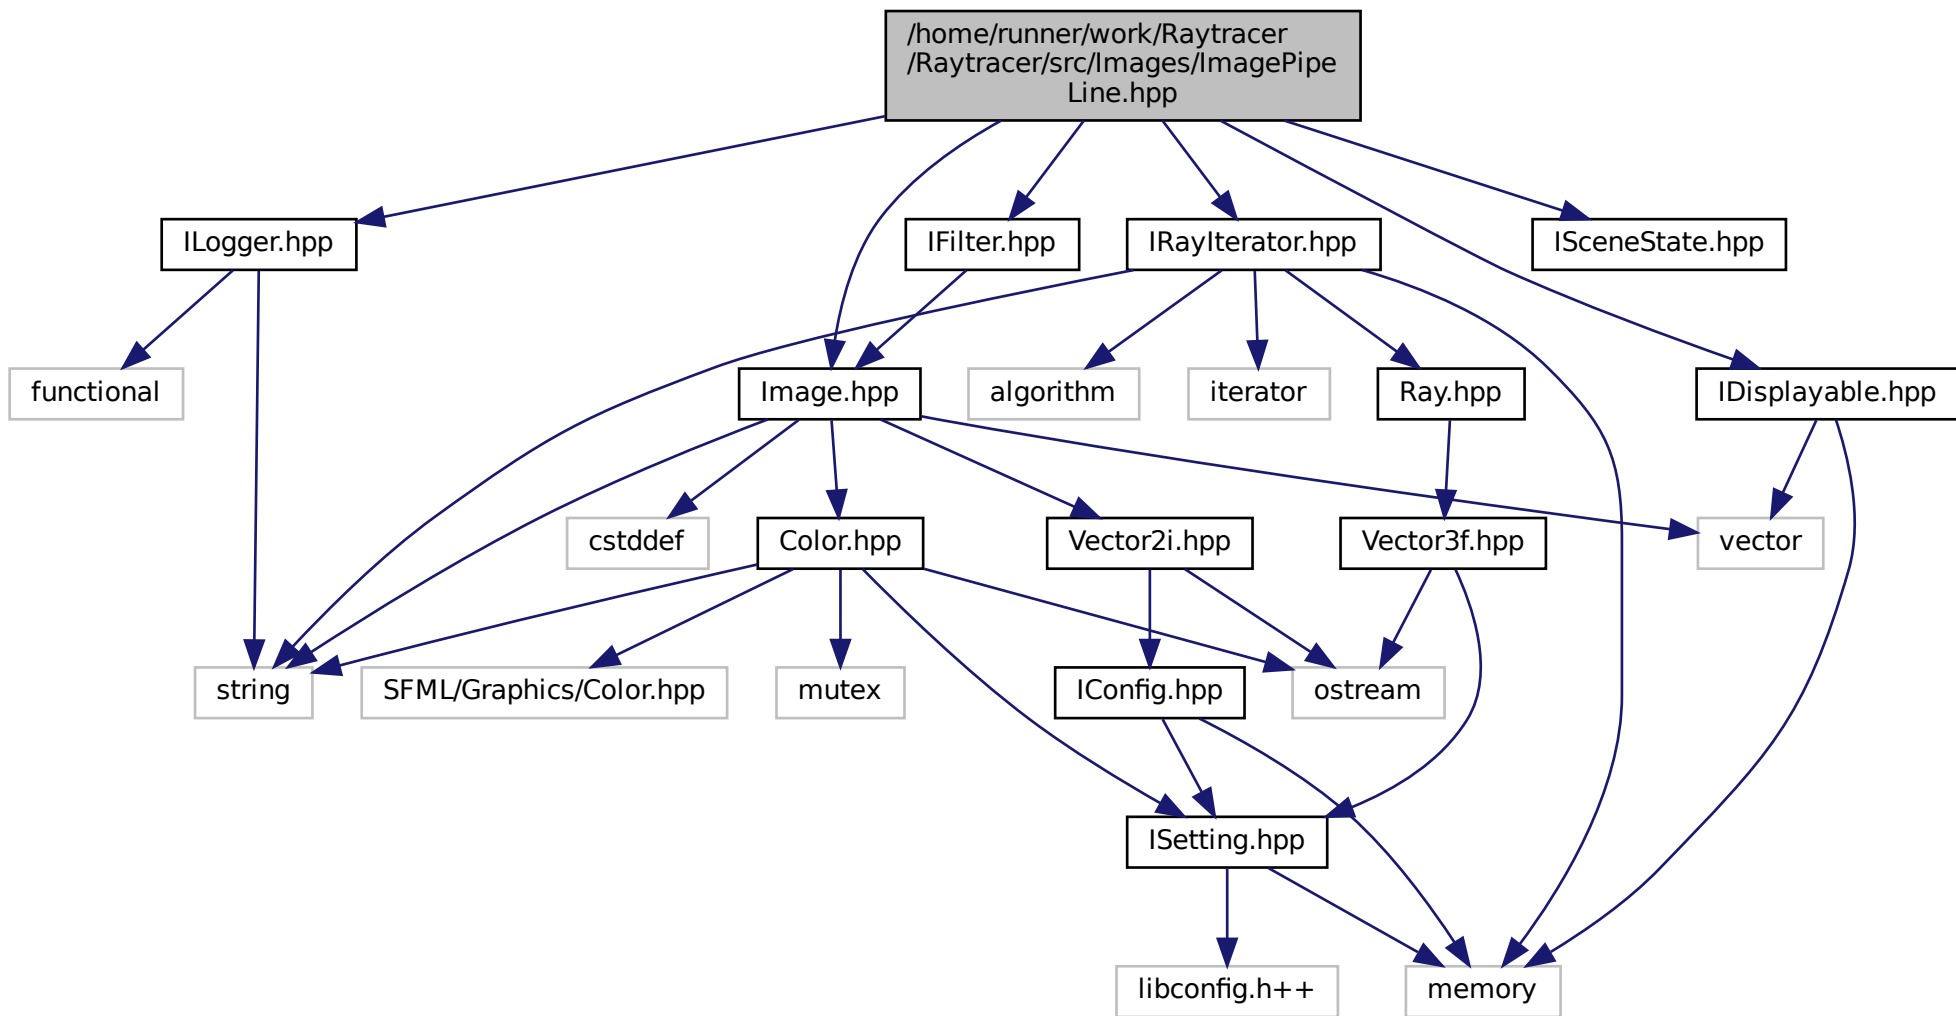 /home/runner/work/Raytracer
/Raytracer/src/Images/ImagePipe
Line.hpp
ILogger.hpp
IFilter.hpp
IRayIterator.hpp
ISceneState.hpp
functional
Image.hpp
algorithm
iterator
Ray.hpp
IDisplayable.hpp
cstddef
Color.hpp
Vector2i.hpp
Vector3f.hpp
vector
string
SFML/Graphics/Color.hpp
mutex
IConfig.hpp
ostream
ISetting.hpp
libconfig.h++
memory